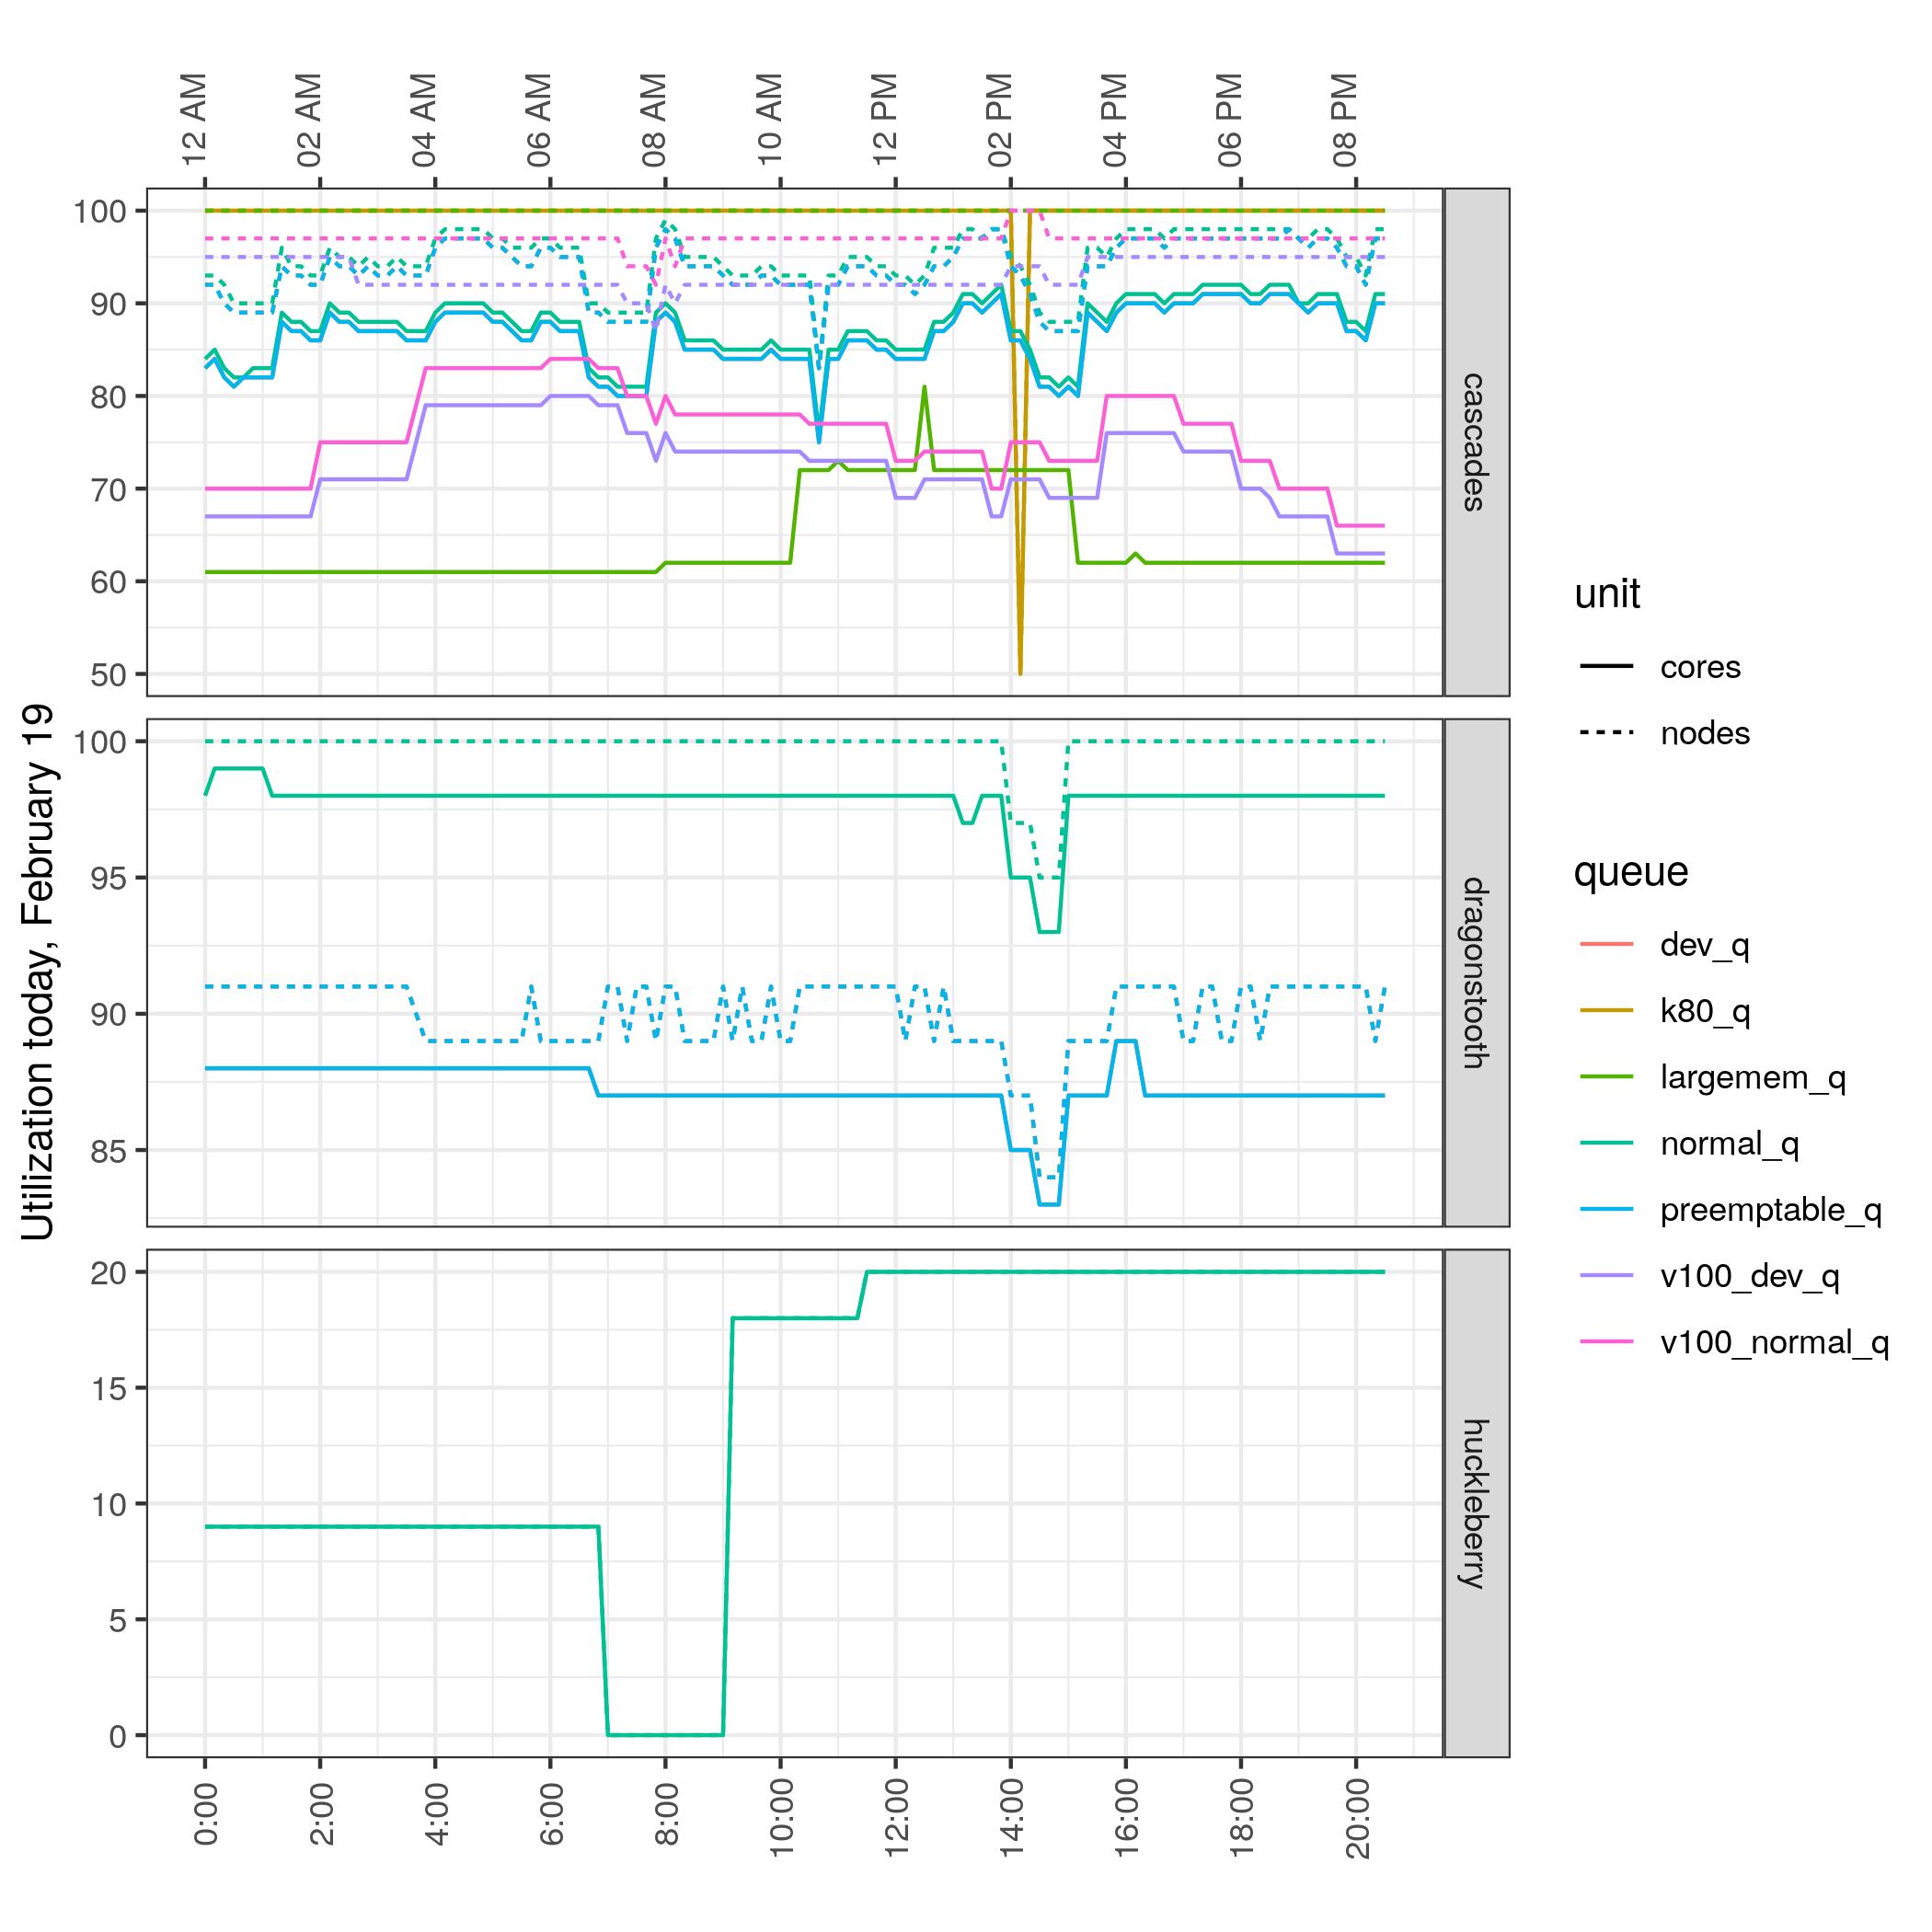 12 AM
02 AM
04 AM
06 AM
08 AM
10 AM
12 PM
02 PM
04 PM
06 PM
08 PM
Utilization today, February 19
100
90
80
70
60
50
cascades
100
95
90
85
dragonstooth
20
15
10
5
0
huckleberry
0:00
2:00
4:00
6:00
8:00
10:00
12:00
14:00
16:00
18:00
20:00
unit
cores
nodes
queue
dev_q
k80_q
largemem_q
normal_q
preemptable_q
v100_dev_q
v100_normal_q